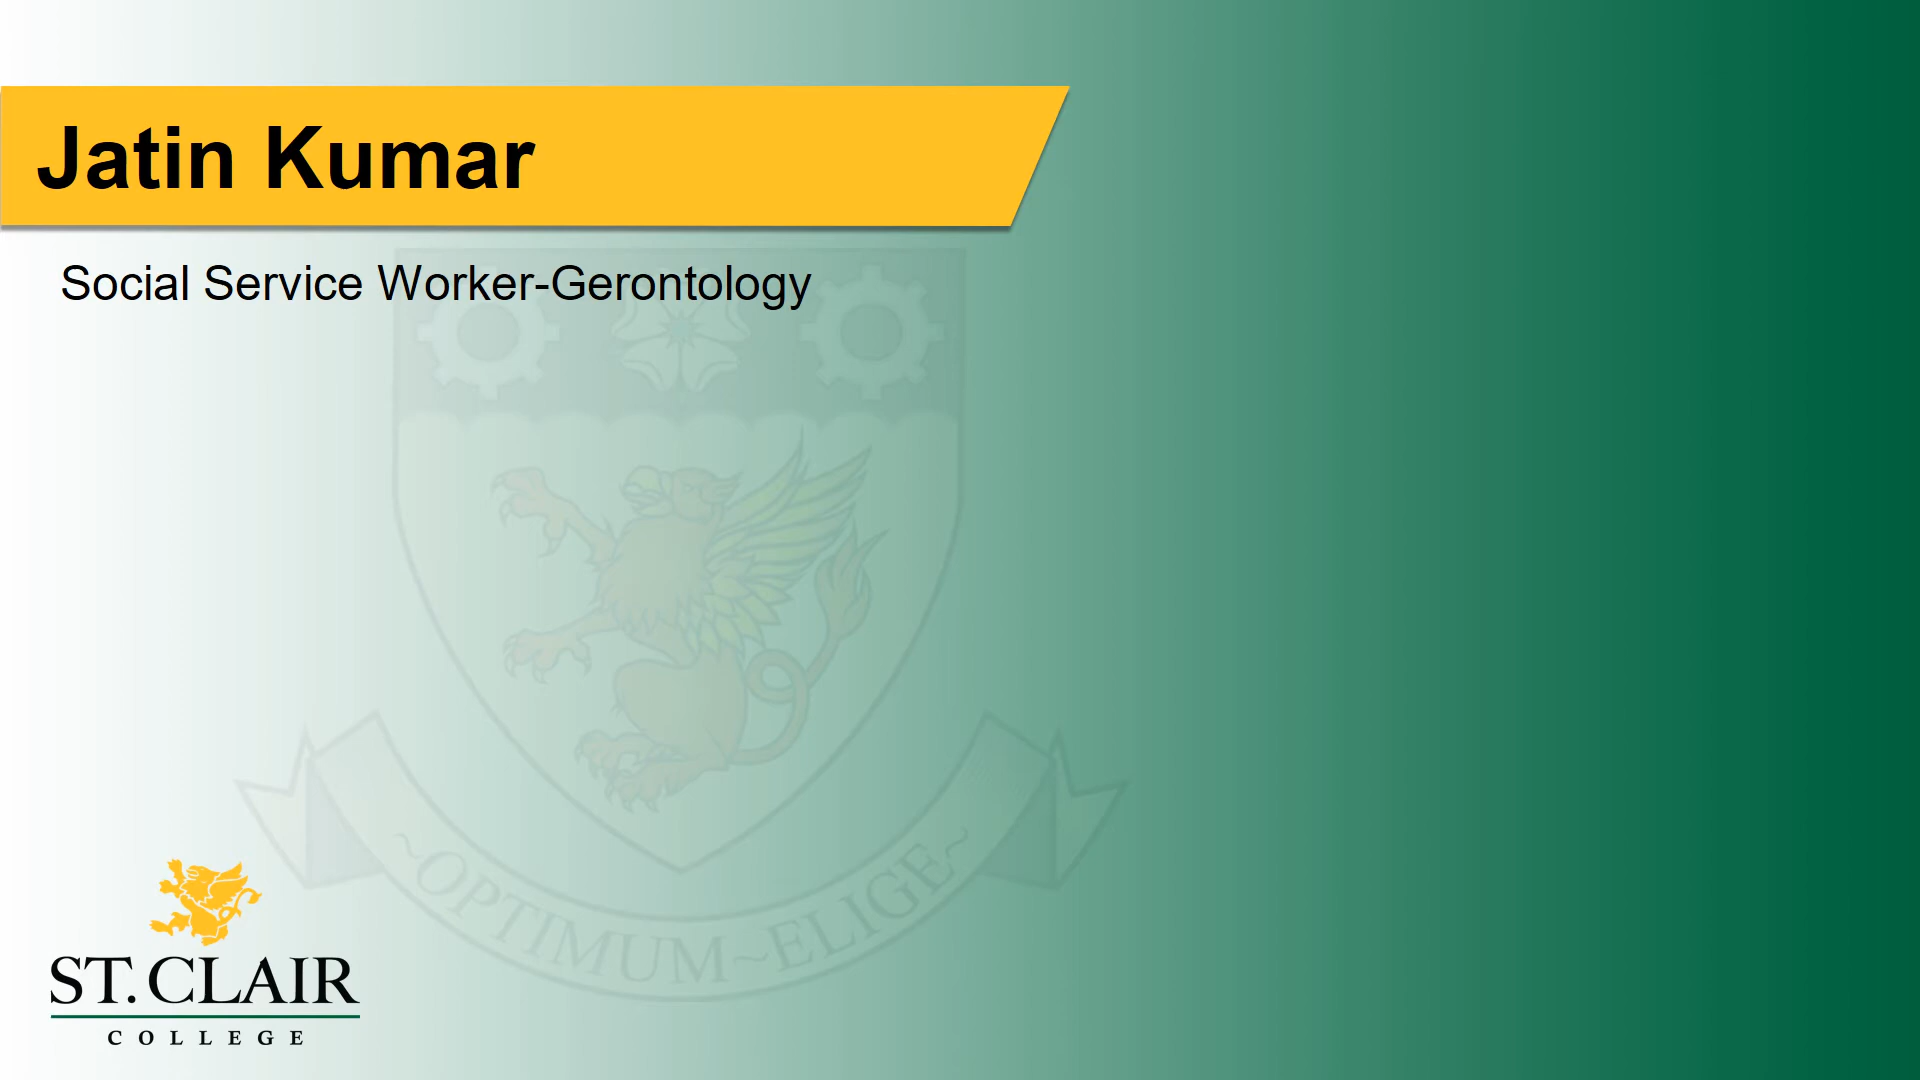 Jatin Kumar
Social Service Worker-Gerontology
~OPTIMUM~ELIGE~
ST. CLAIR
COLLEGE